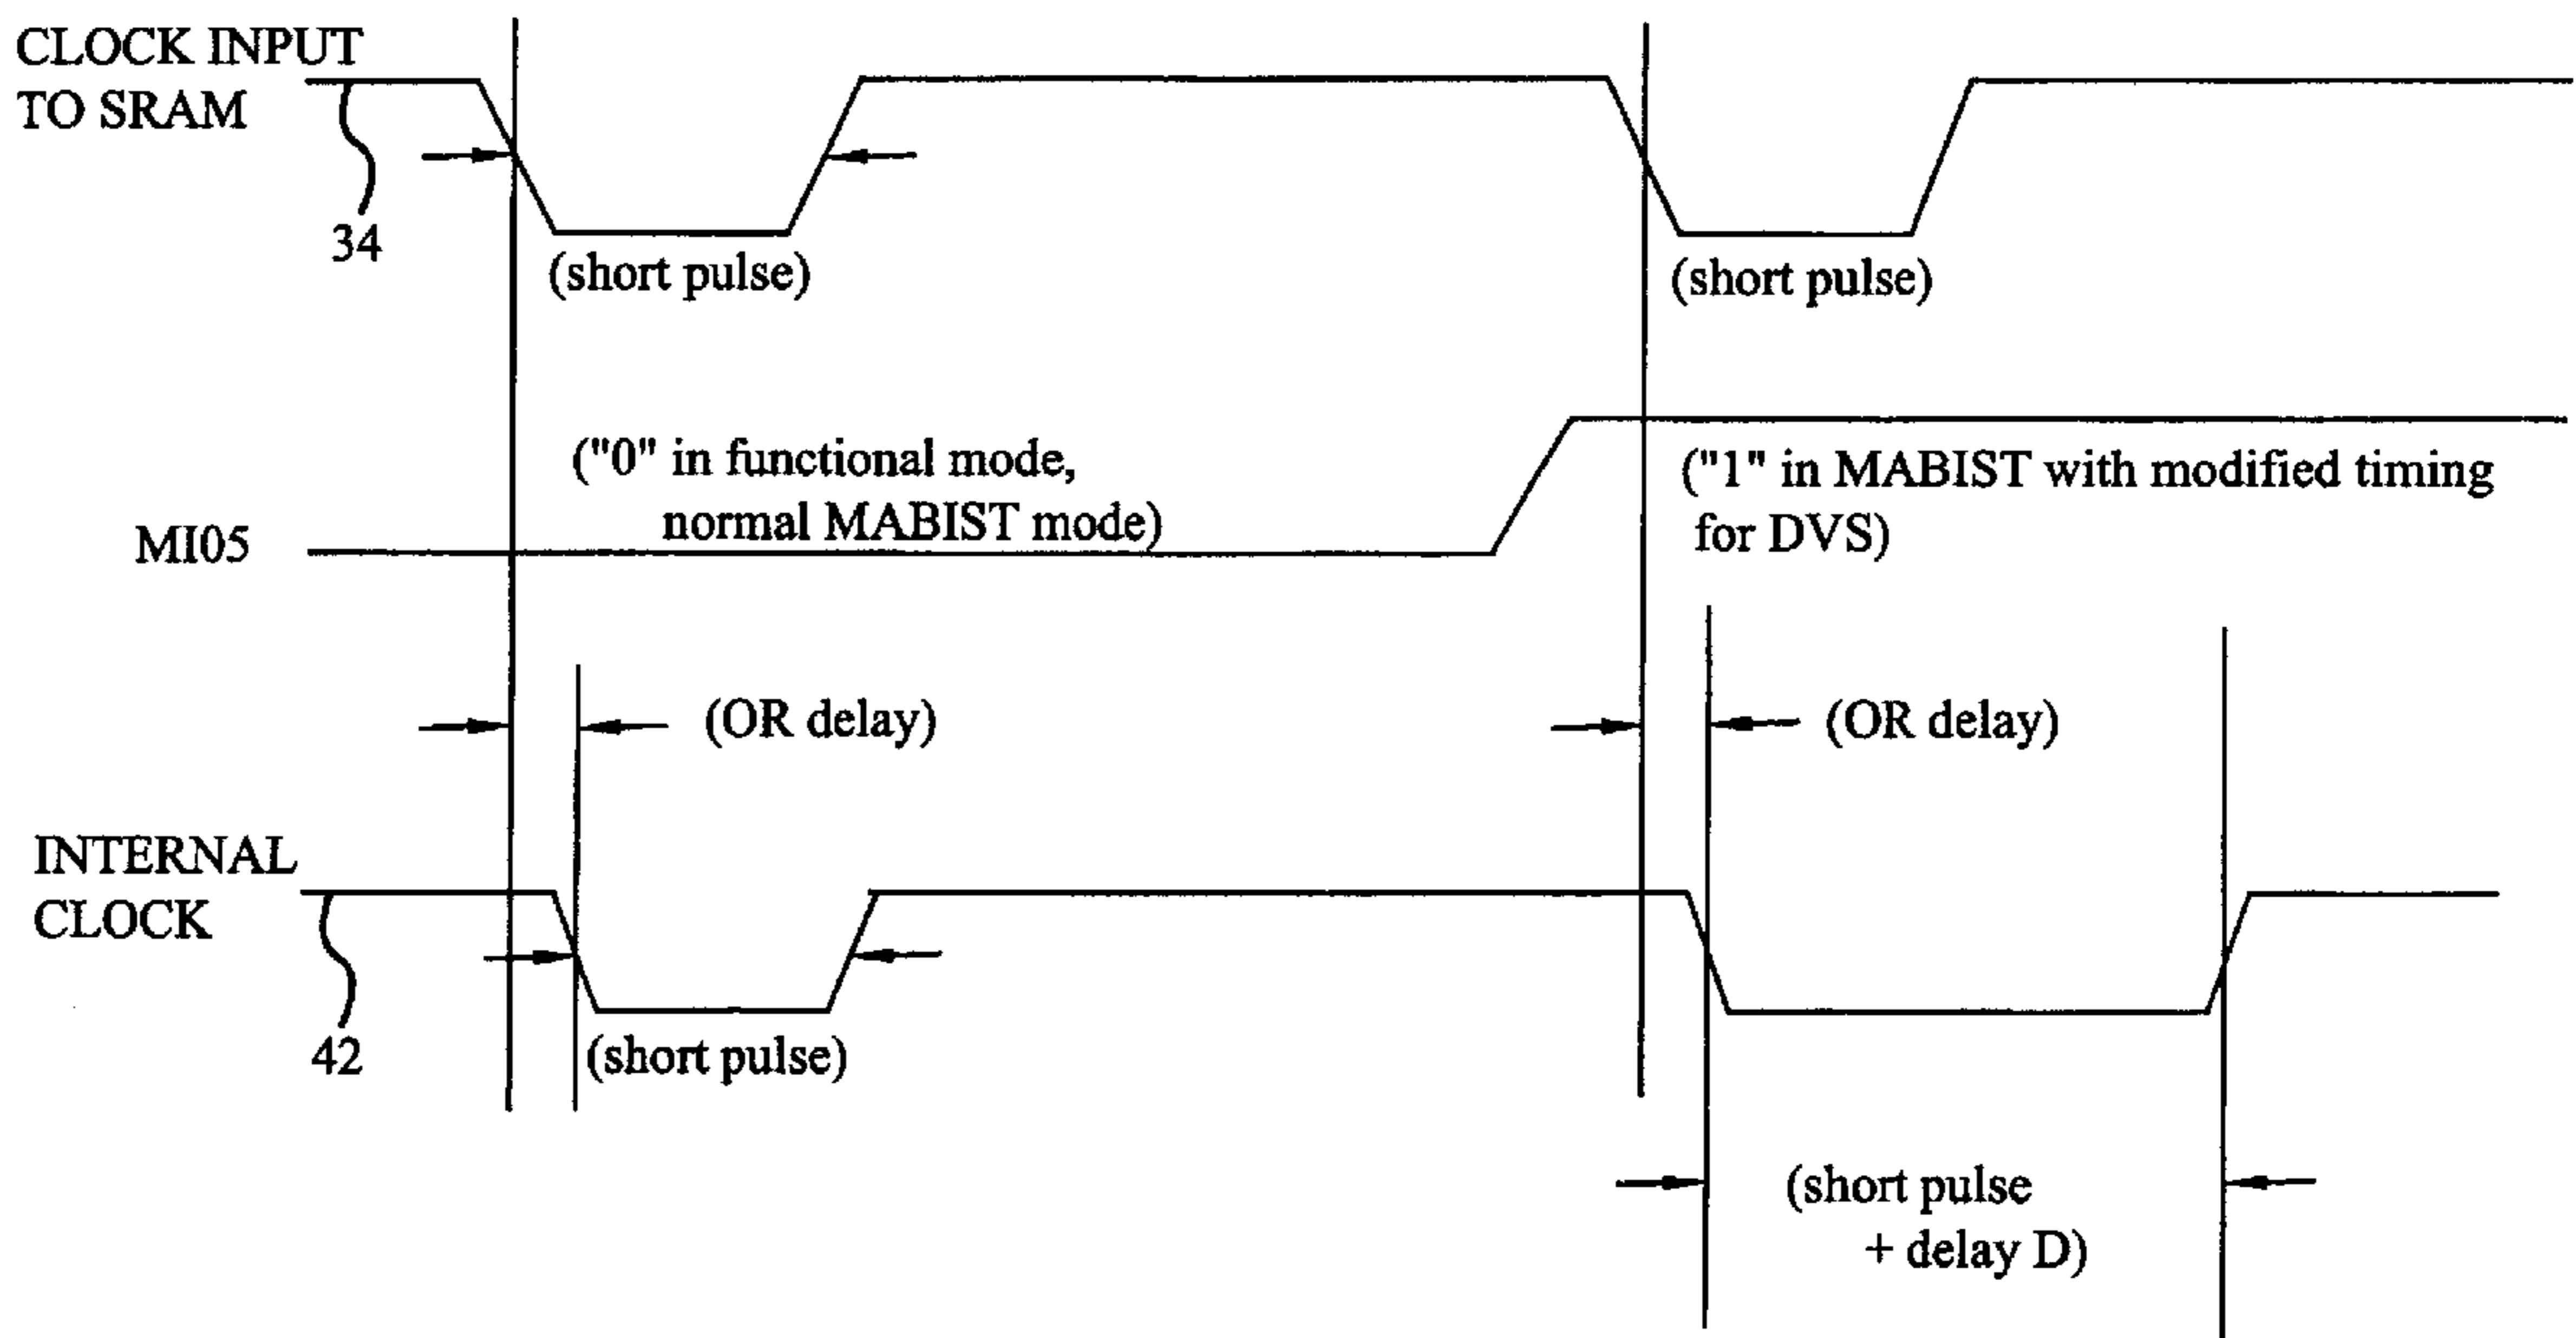 CLOCK INPUT
TO SRAM
34
(short pulse)
(short pulse)
("0" in functional mode,
normal MABIST mode)
("1" in MABIST with modified timing
for DVS)
MI05
(OR delay)
(OR delay)
INTERNAL
CLOCK
42
(short pulse)
(short pulse
+ delay D)